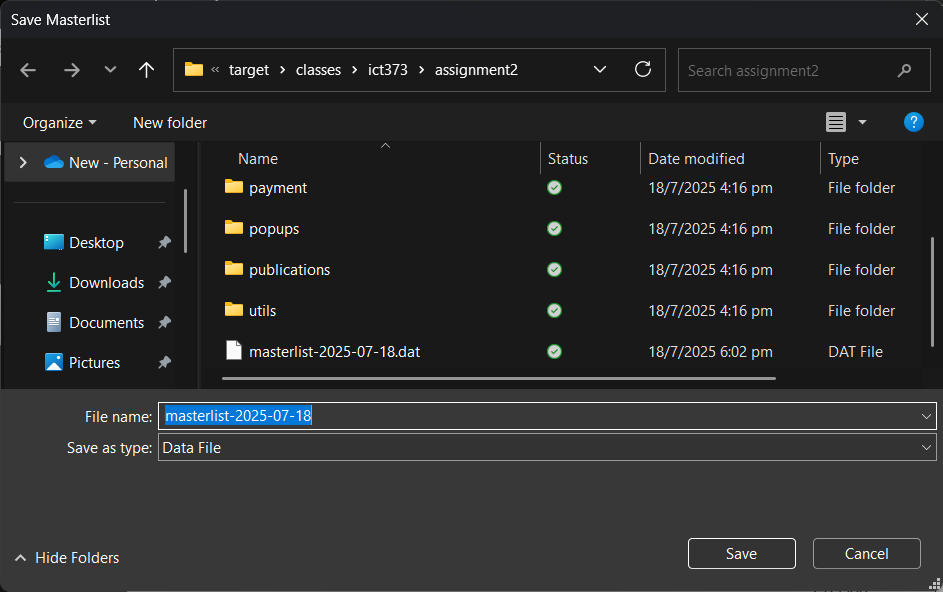 Save Masterlist
« target › classes › ict373 › assignment2
Search assignment2
Organize
New folder
?
New - Personal
Desktop
Downloads
Documents
Pictures
Name Status Date modified Type
payment 18/7/2025 4:16 pm File folder
popups 18/7/2025 4:16 pm File folder
publications 18/7/2025 4:16 pm File folder
utils 18/7/2025 4:16 pm File folder
masterlist-2025-07-18.dat 18/7/2025 6:02 pm DAT File
File name: masterlist-2025-07-18
Save as type: Data File
Hide Folders
Save
Cancel